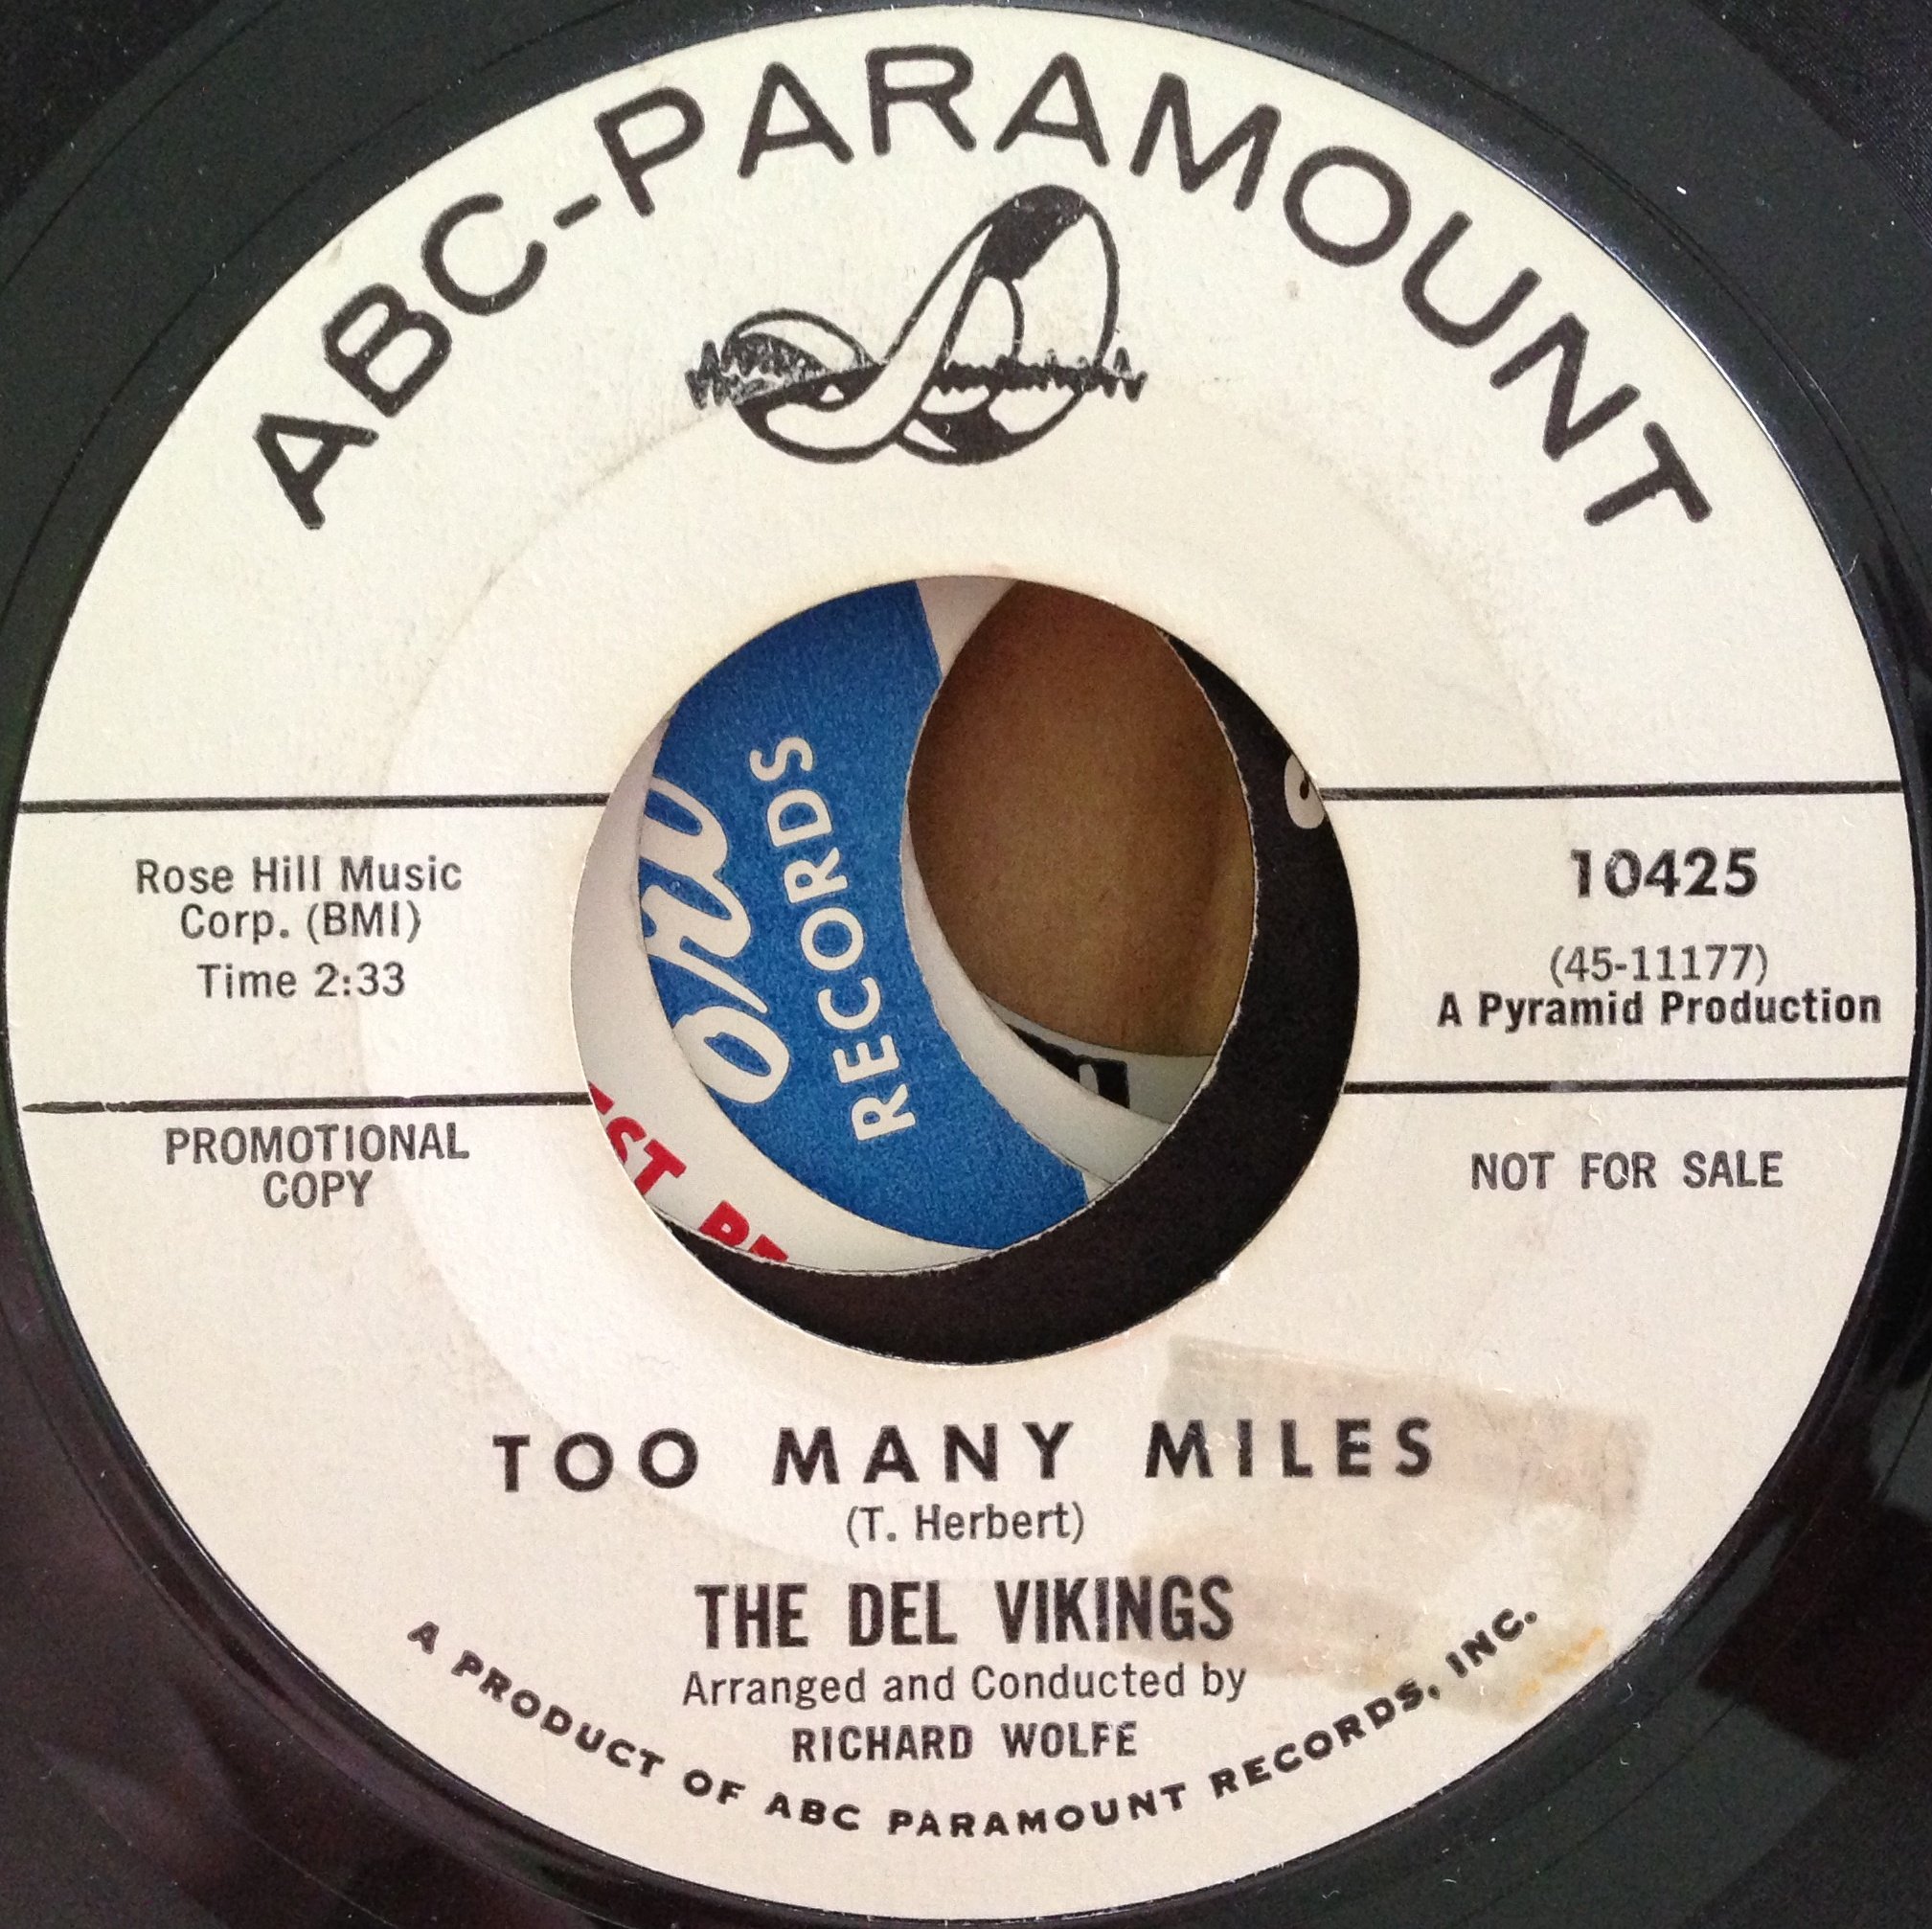 ABC-PARAMOUNT
Rose Hill Music
Corp. (BMI)
Time 2:33
10425
(45-11177)
A Pyramid Production
PROMOTIONAL
COPY
NOT FOR SALE
RECORDS
TOO MANY MILES
(T. Herbert)
THE DEL VIKINGS
Arranged and Conducted by
RICHARD WOLFE
A PRODUCT OF ABC PARAMOUNT RECORDS, INC.